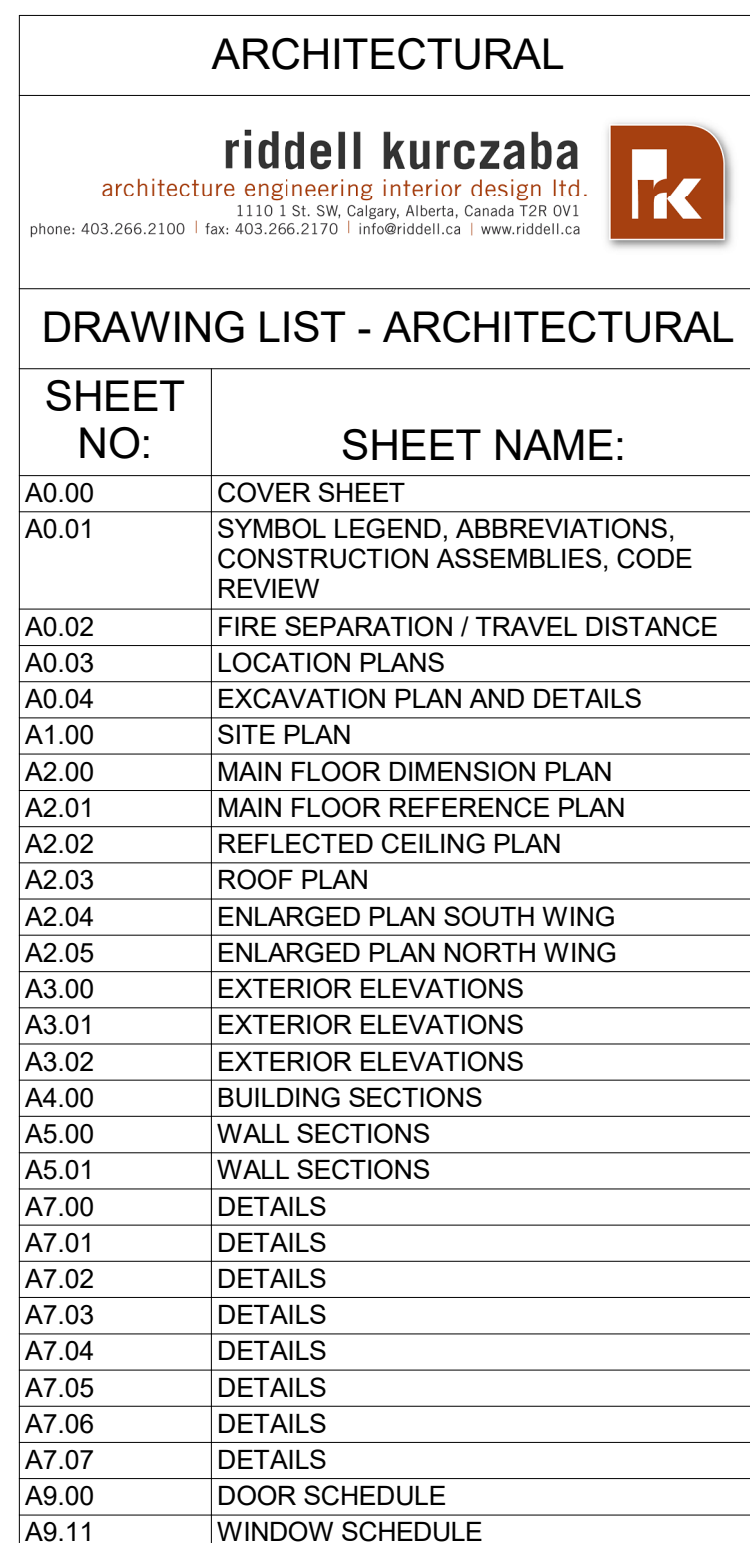 ARCHITECTURAL
riddell kurczaba
architecture engineering interior design ltd.
1110 1 St. SW, Calgary, Alberta, Canada T2R 0V1
phone: 403.266.2100 | fax: 403.266.2170 | info@riddell.ca | www.riddell.ca
rk
DRAWING LIST - ARCHITECTURAL
SHEET
NO: SHEET NAME:
A0.00 COVER SHEET
A0.01 SYMBOL LEGEND, ABBREVIATIONS,
CONSTRUCTION ASSEMBLIES, CODE
REVIEW
A0.02 FIRE SEPARATION / TRAVEL DISTANCE
A0.03 LOCATION PLANS
A0.04 EXCAVATION PLAN AND DETAILS
A1.00 SITE PLAN
A2.00 MAIN FLOOR DIMENSION PLAN
A2.01 MAIN FLOOR REFERENCE PLAN
A2.02 REFLECTED CEILING PLAN
A2.03 ROOF PLAN
A2.04 ENLARGED PLAN SOUTH WING
A2.05 ENLARGED PLAN NORTH WING
A3.00 EXTERIOR ELEVATIONS
A3.01 EXTERIOR ELEVATIONS
A3.02 EXTERIOR ELEVATIONS
A4.00 BUILDING SECTIONS
A5.00 WALL SECTIONS
A5.01 WALL SECTIONS
A7.00 DETAILS
A7.01 DETAILS
A7.02 DETAILS
A7.03 DETAILS
A7.04 DETAILS
A7.05 DETAILS
A7.06 DETAILS
A7.07 DETAILS
A9.00 DOOR SCHEDULE
A9.11 WINDOW SCHEDULE